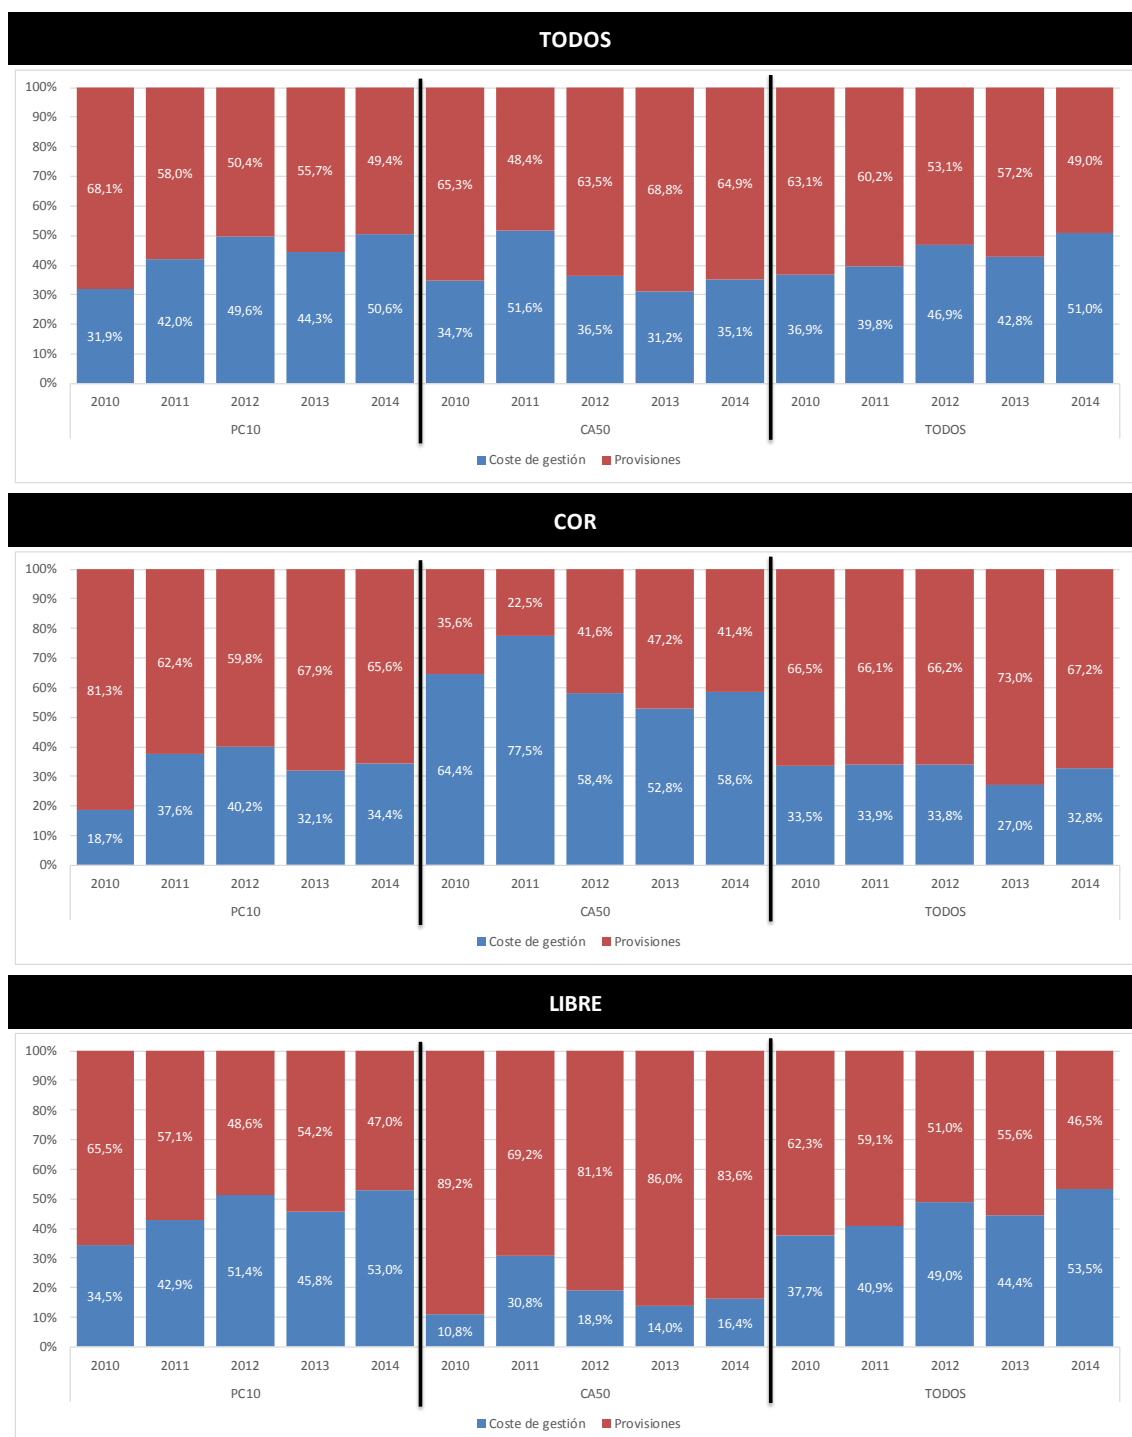 TODOS
100%
90%
80%
70%
60%
50%
40%
30%
20%
10%
0%
68,1% 58,0% 50,4% 55,7% 49,4% 65,3% 48,4% 63,5% 68,8% 64,9% 63,1% 60,2% 53,1% 57,2% 49,0%
31,9% 42,0% 49,6% 44,3% 50,6% 34,7% 51,6% 36,5% 31,2% 35,1% 36,9% 39,8% 46,9% 42,8% 51,0%
2010 2011 2012 2013 2014 2010 2011 2012 2013 2014 2010 2011 2012 2013 2014
PC10 CA50 TODOS
Coste de gestión Provisiones
COR
100%
90%
80%
70%
60%
50%
40%
30%
20%
10%
0%
81,3% 62,4% 59,8% 67,9% 65,6% 35,6% 22,5% 41,6% 47,2% 41,4% 66,5% 66,1% 66,2% 73,0% 67,2%
18,7% 37,6% 40,2% 32,1% 34,4% 64,4% 77,5% 58,4% 52,8% 58,6% 33,5% 33,9% 33,8% 27,0% 32,8%
2010 2011 2012 2013 2014 2010 2011 2012 2013 2014 2010 2011 2012 2013 2014
PC10 CA50 TODOS
Coste de gestión Provisiones
LIBRE
100%
90%
80%
70%
60%
50%
40%
30%
20%
10%
0%
65,5% 57,1% 48,6% 54,2% 47,0% 89,2% 69,2% 81,1% 86,0% 83,6% 62,3% 59,1% 51,0% 55,6% 46,5%
34,5% 42,9% 51,4% 45,8% 53,0% 10,8% 30,8% 18,9% 14,0% 16,4% 37,7% 40,9% 49,0% 44,4% 53,5%
2010 2011 2012 2013 2014 2010 2011 2012 2013 2014 2010 2011 2012 2013 2014
PC10 CA50 TODOS
Coste de gestión Provisiones